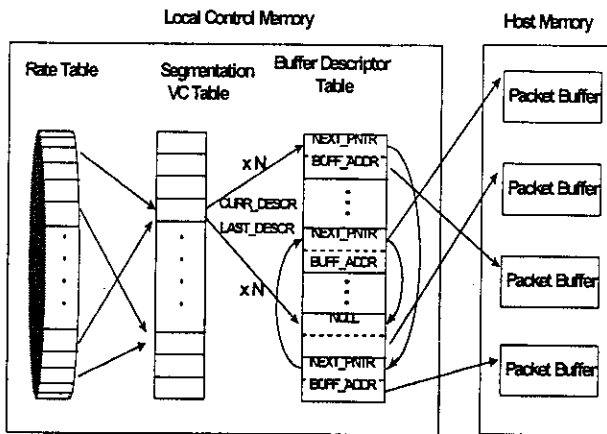 Local Control Memory
Host Memory
Rate Table
Segmentation
VC Table
Buffer Descriptor
Table
NEXT_PNTR
BUFF_ADDR
x N
CURR_DESCR
LAST_DESCR
NEXT_PNTR
BUFF_ADDR
x N
NULL
NEXT_PNTR
BUFF_ADDR
Packet Buffer
Packet Buffer
Packet Buffer
Packet Buffer